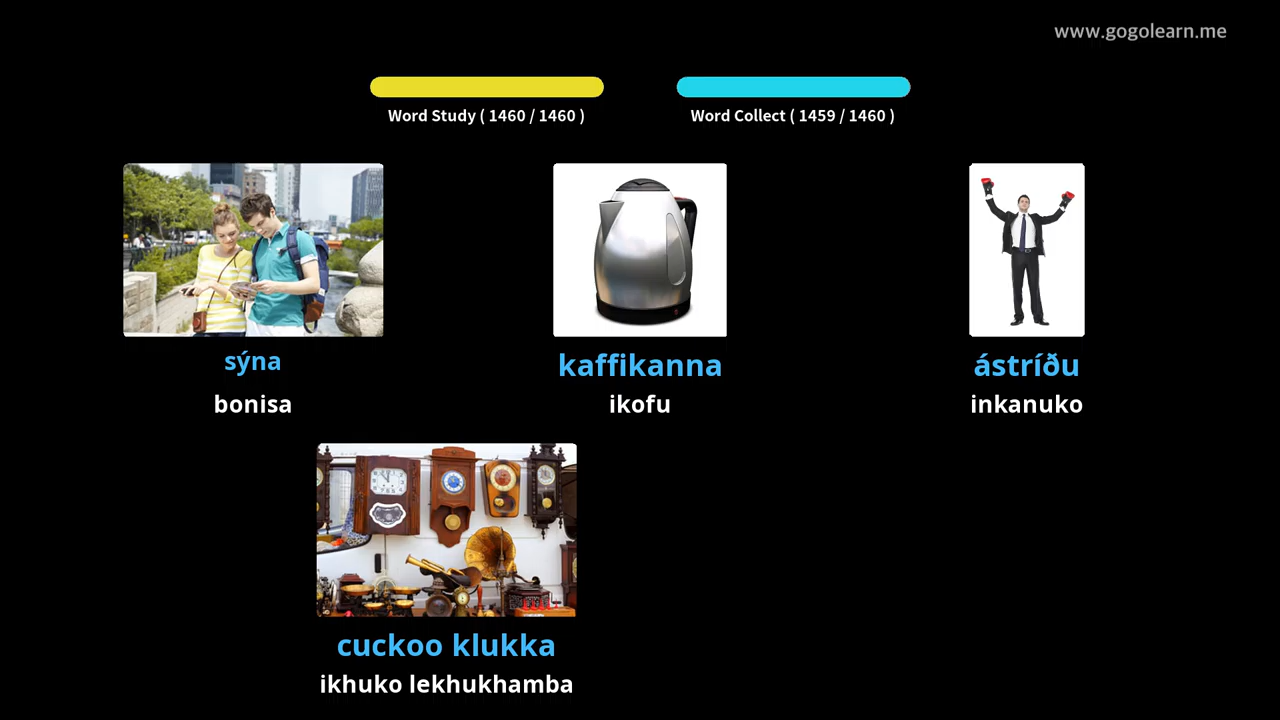 www.gogolearn.me
Word Study ( 1460 / 1460 )
Word Collect ( 1459 / 1460 )
sýna
kaffikanna
ástríðu
bonisa
ikofu
inkanuko
cuckoo klukka
ikhuko lekhukhamba